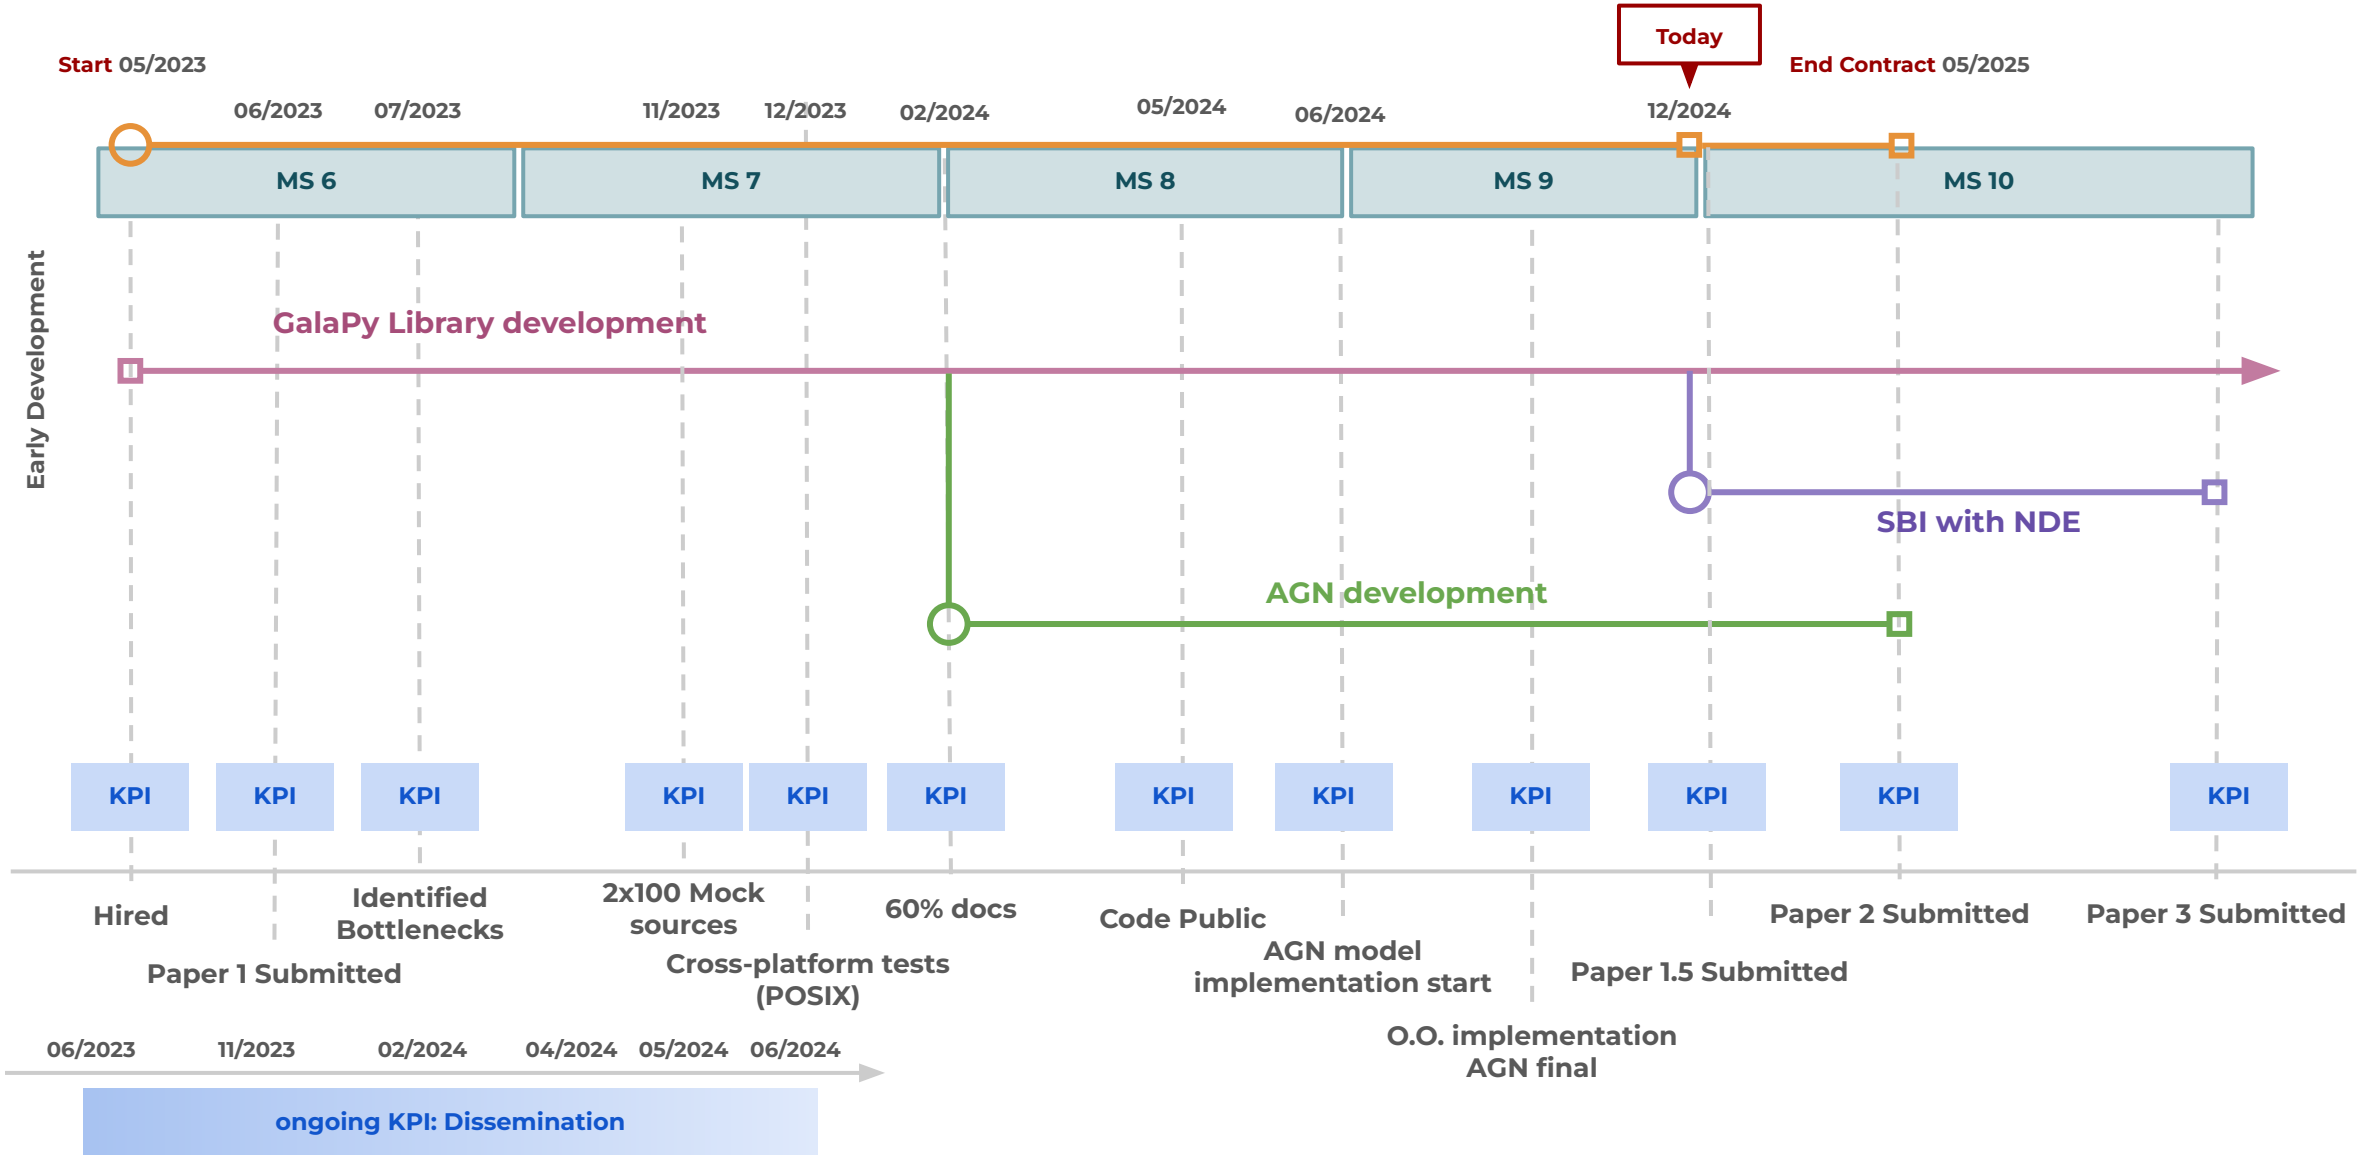 Today
Start 05/2023
End Contract 05/2025
06/2023
07/2023
11/2023
12/2023
02/2024
05/2024
06/2024
12/2024
MS 6
MS 7
MS 8
MS 9
MS 10
Early Development
GalaPy Library development
SBI with NDE
AGN development
KPI
KPI
KPI
KPI
KPI
KPI
KPI
KPI
KPI
KPI
KPI
KPI
Hired
Paper 1 Submitted
Identified
Bottlenecks
2x100 Mock
sources
Cross-platform tests
(POSIX)
60% docs
Code Public
AGN model
implementation start
O.O. implementation
AGN final
Paper 1.5 Submitted
Paper 2 Submitted
Paper 3 Submitted
06/2023
11/2023
02/2024
04/2024
05/2024
06/2024
ongoing KPI: Dissemination